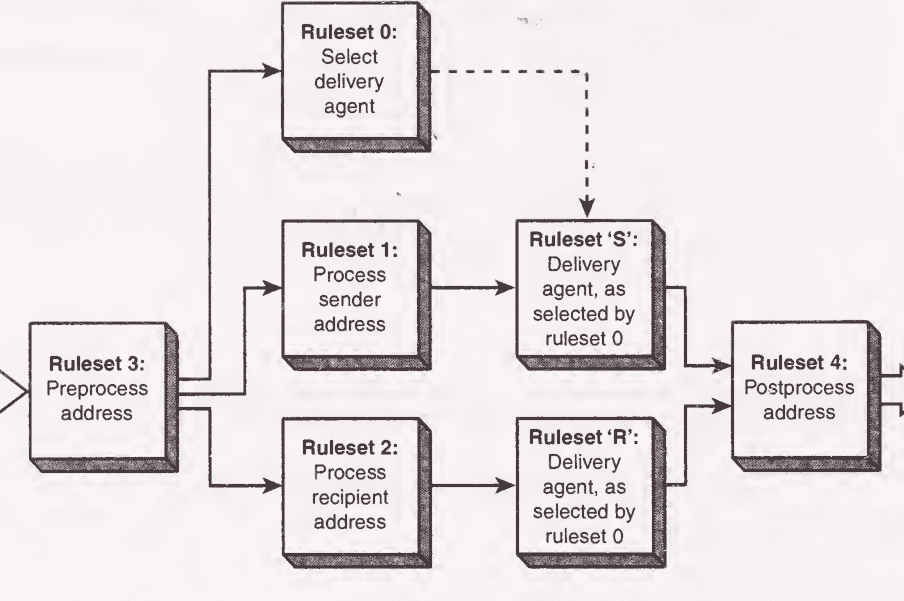 Ruleset 0:
Select
delivery
agent
Ruleset 1:
Process
sender
address
Ruleset ‘S’:
Delivery
agent, as
selected by
ruleset 0
Ruleset 3:
Preprocess
address
Ruleset 4:
Postprocess
address
Ruleset 2:
Process
recipient
address
Ruleset ‘R’:
Delivery
agent, as
selected by
ruleset 0